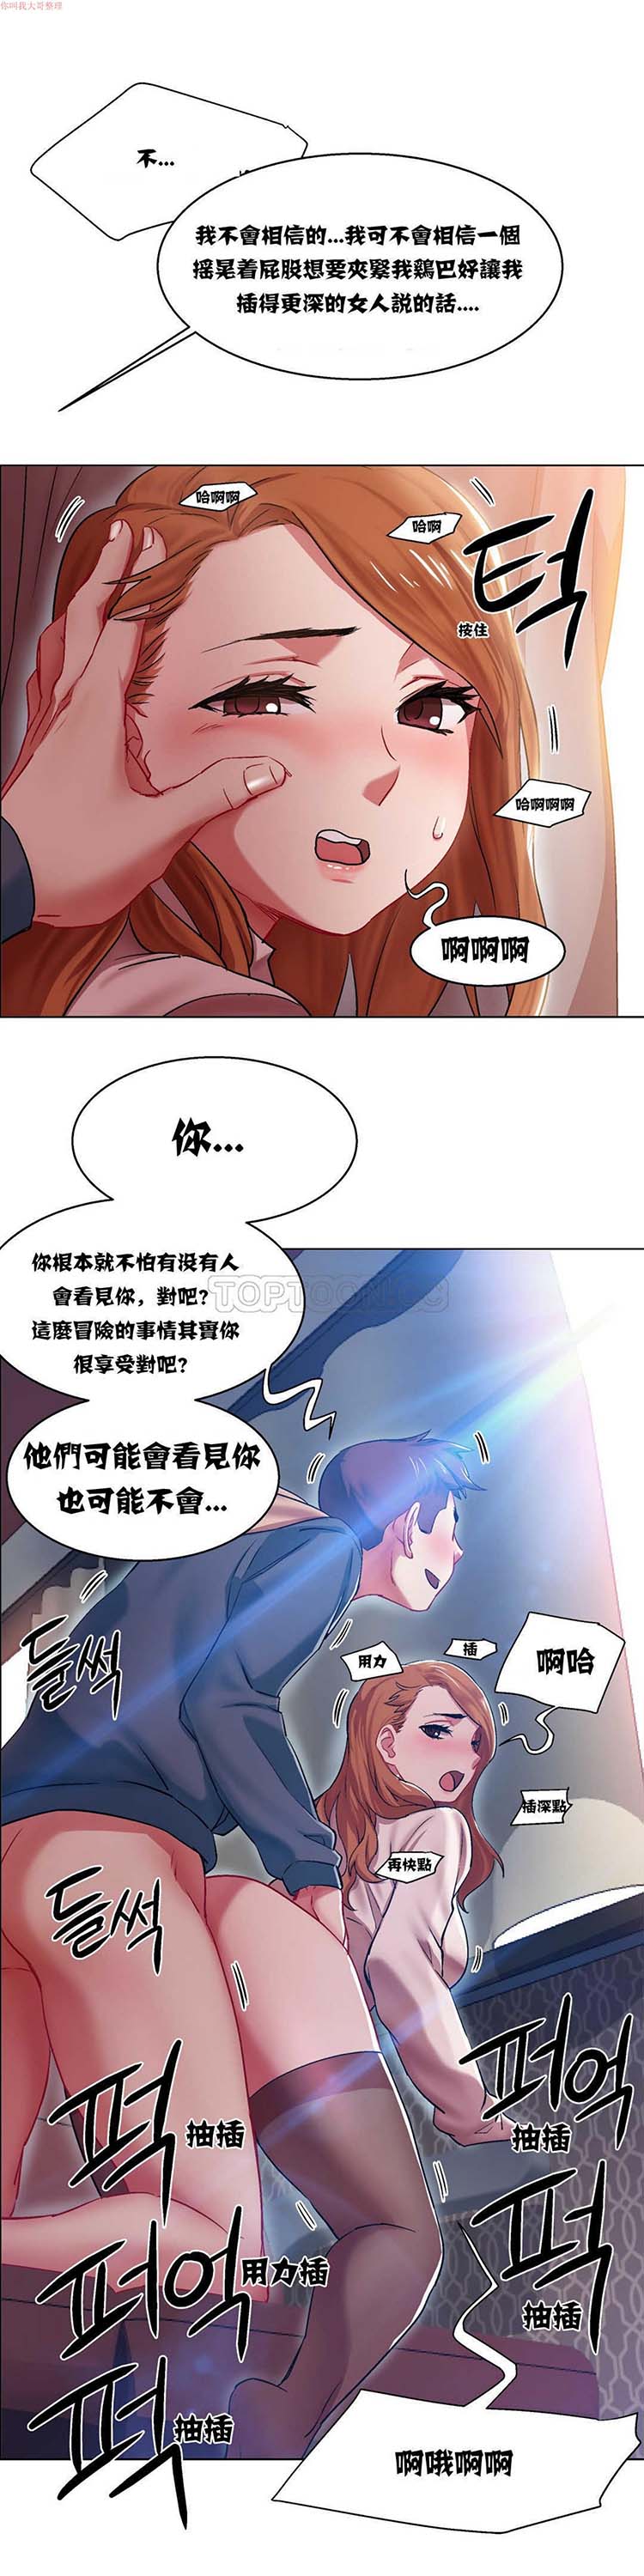 你叫我大哥整理
不...
我不會相信的...我可不會相信一個
摇晃着屁股想要夾緊我鷄巴好讓我
插得更深的女人説的話....
哈啊啊
哈啊
턱
按住
哈啊啊啊
啊啊啊
你...
你根本就不怕有没有人
會看見你，對吧?
這麼冒險的事情其實你
很享受對吧?
TOPTOON
他們可能會看見你
也可能不會...
들썩
用力
插
啊哈
插深點
再快點
들썩
퍽
抽插
퍼억
抽插
퍼억
用力插
퍽
抽插
퍽
抽插
啊哦啊啊